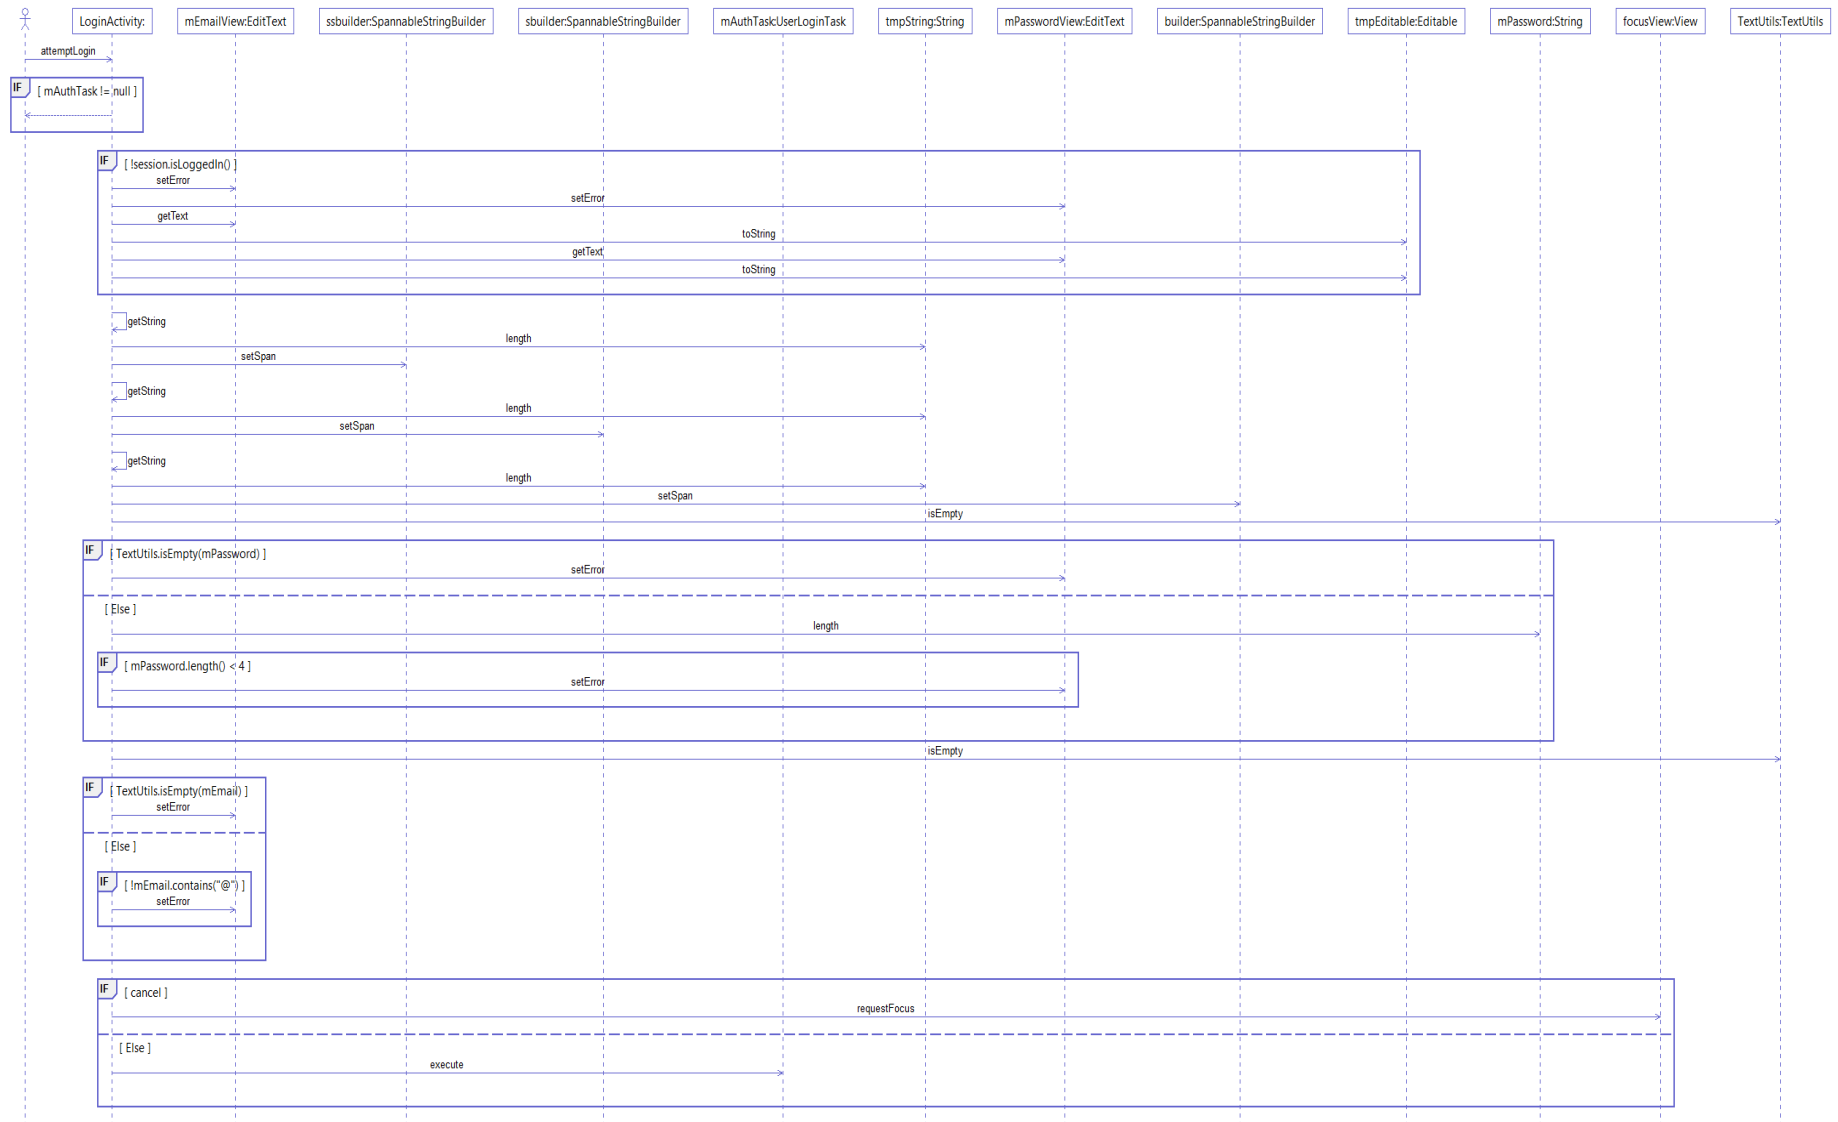 LoginActivity:
mEmailView:EditText
ssbuilder:SpannableStringBuilder
sbuilder:SpannableStringBuilder
mAuthTask:UserLoginTask
tmpString:String
mPasswordView:EditText
builder:SpannableStringBuilder
tmpEditable:Editable
mPassword:String
focusView:View
TextUtils:TextUtils
attemptLogin
IF
[ mAuthTask != null ]
IF
[ !session.isLoggedIn() ]
setError
setError
getText
toString
getText
toString
getString
length
setSpan
getString
length
setSpan
getString
length
setSpan
isEmpty
IF
[ TextUtils.isEmpty(mPassword) ]
setError
[ Else ]
length
IF
[ mPassword.length() < 4 ]
setError
isEmpty
IF
[ TextUtils.isEmpty(mEmail) ]
setError
[ Else ]
IF
[ !mEmail.contains("@") ]
setError
IF
[ cancel ]
requestFocus
[ Else ]
execute